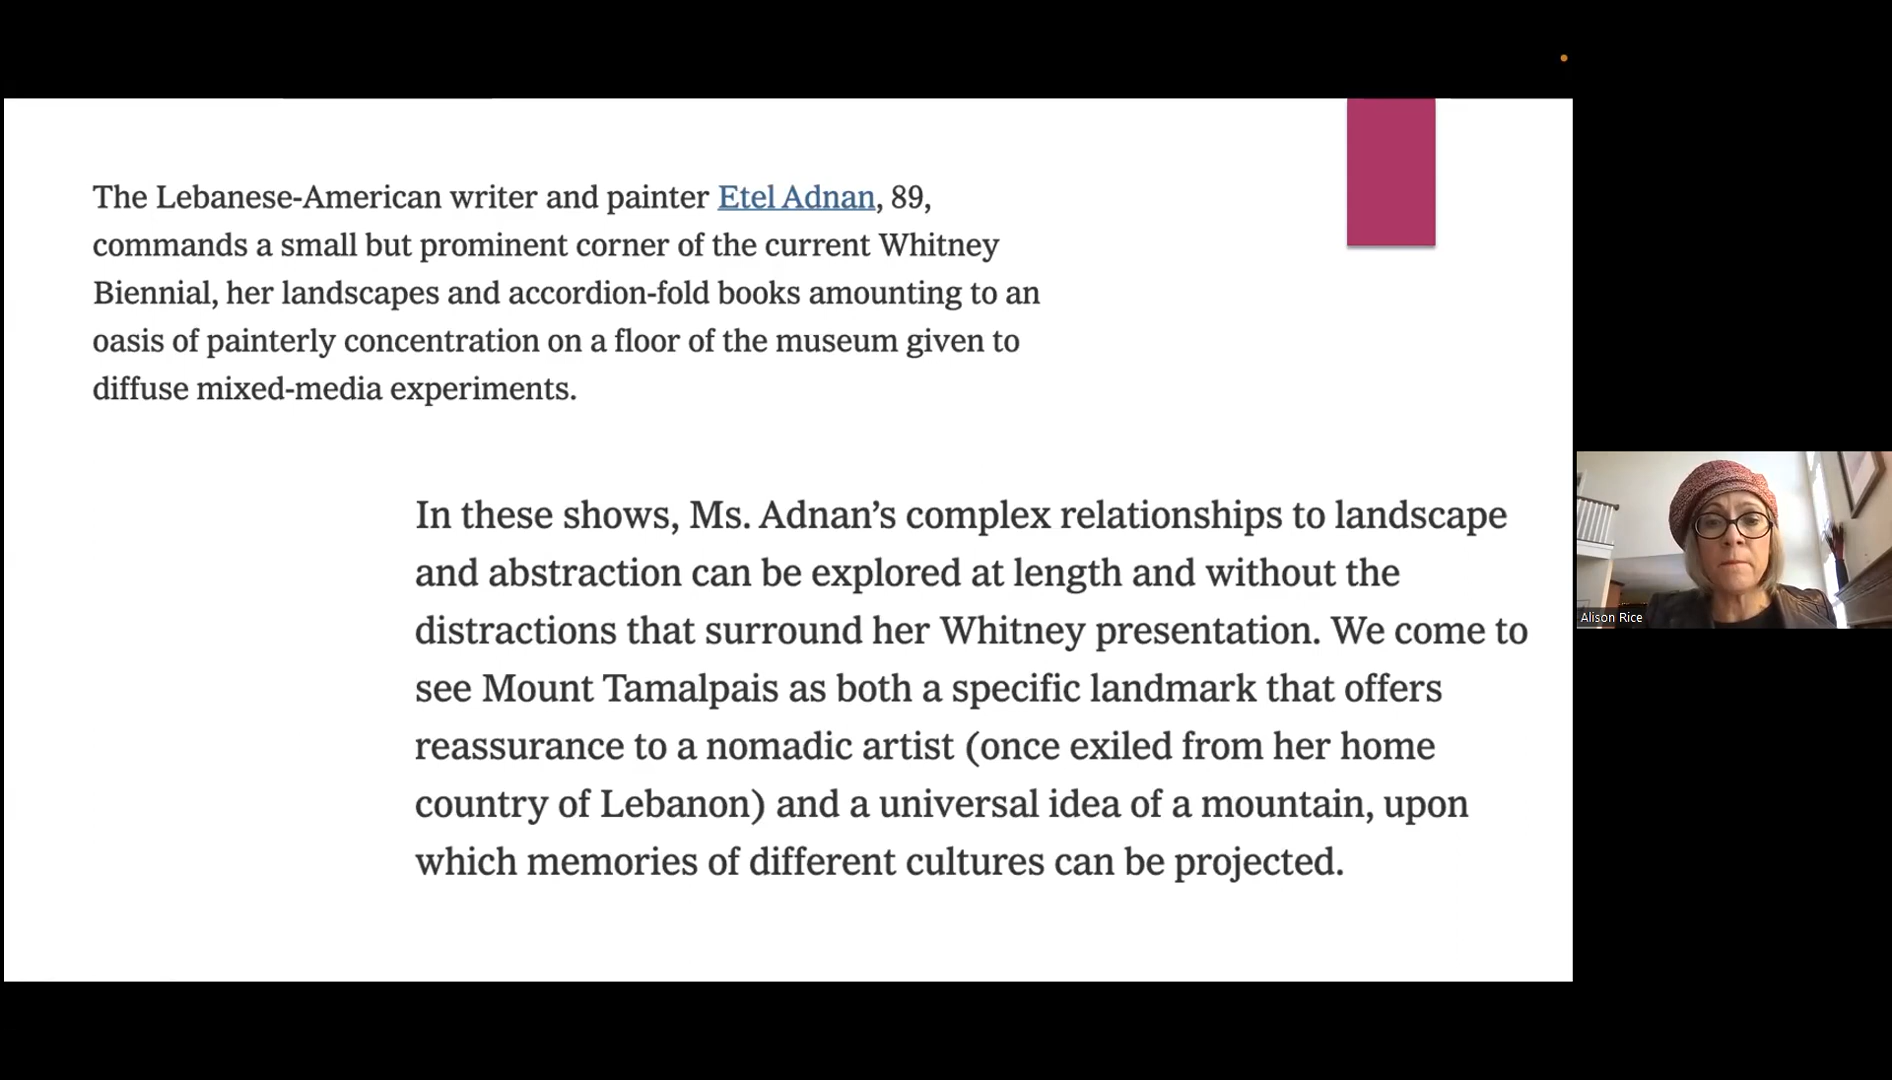 The Lebanese-American writer and painter Etel Adnan, 89,
commands a small but prominent corner of the current Whitney
Biennial, her landscapes and accordion-fold books amounting to an
oasis of painterly concentration on a floor of the museum given to
diffuse mixed-media experiments.
In these shows, Ms. Adnan’s complex relationships to landscape
and abstraction can be explored at length and without the
distractions that surround her Whitney presentation. We come to
see Mount Tamalpais as both a specific landmark that offers
reassurance to a nomadic artist (once exiled from her home
country of Lebanon) and a universal idea of a mountain, upon
which memories of different cultures can be projected.
Alison Rice